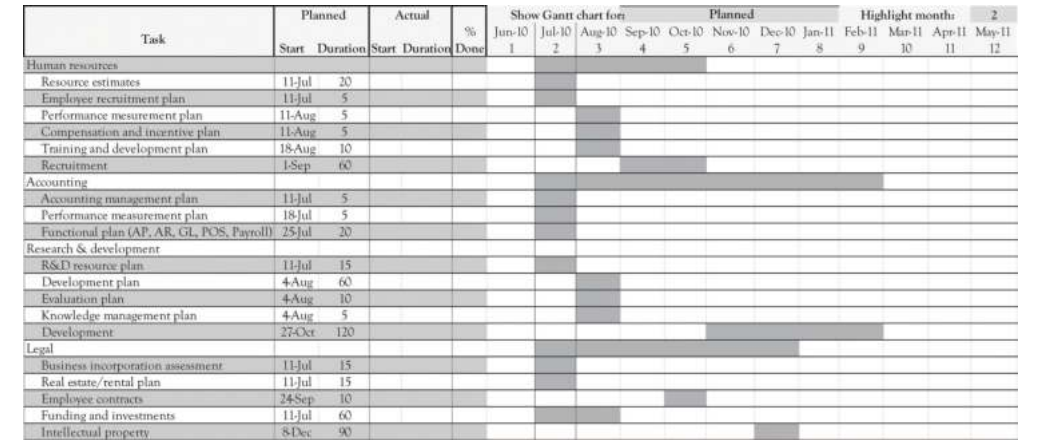 Planned Actual Show Gantt chart for: Planned Highlight month: 2
Task Start Duration Start Duration % Done Jun-10 Jul-10 Aug-10 Sep-10 Oct-10 Nov-10 Dec-10 Jan-11 Feb-11 Mar-11 Apr-11 May-11
1 2 3 4 5 6 7 8 9 10 11 12
Human resources
Resource estimates 11-Jul 20
Employee recruitment plan 11-Jul 5
Performance mesurement plan 11-Aug 5
Compensation and incentive plan 11-Aug 5
Training and development plan 18-Aug 10
Recruitment 1-Sep 60
Accounting
Accounting management plan 11-Jul 5
Performance measurement plan 18-Jul 5
Functional plan (AP, AR, GL, POS, Payroll) 25-Jul 20
Research & development
R&D resource plan 11-Jul 15
Development plan 4-Aug 60
Evaluation plan 4-Aug 10
Knowledge management plan 4-Aug 5
Development 27-Oct 120
Legal
Business incorporation assessment 11-Jul 15
Real estate/rental plan 11-Jul 15
Employee contracts 24-Sep 10
Funding and investments 11-Jul 60
Intellectual property 8-Dec 90